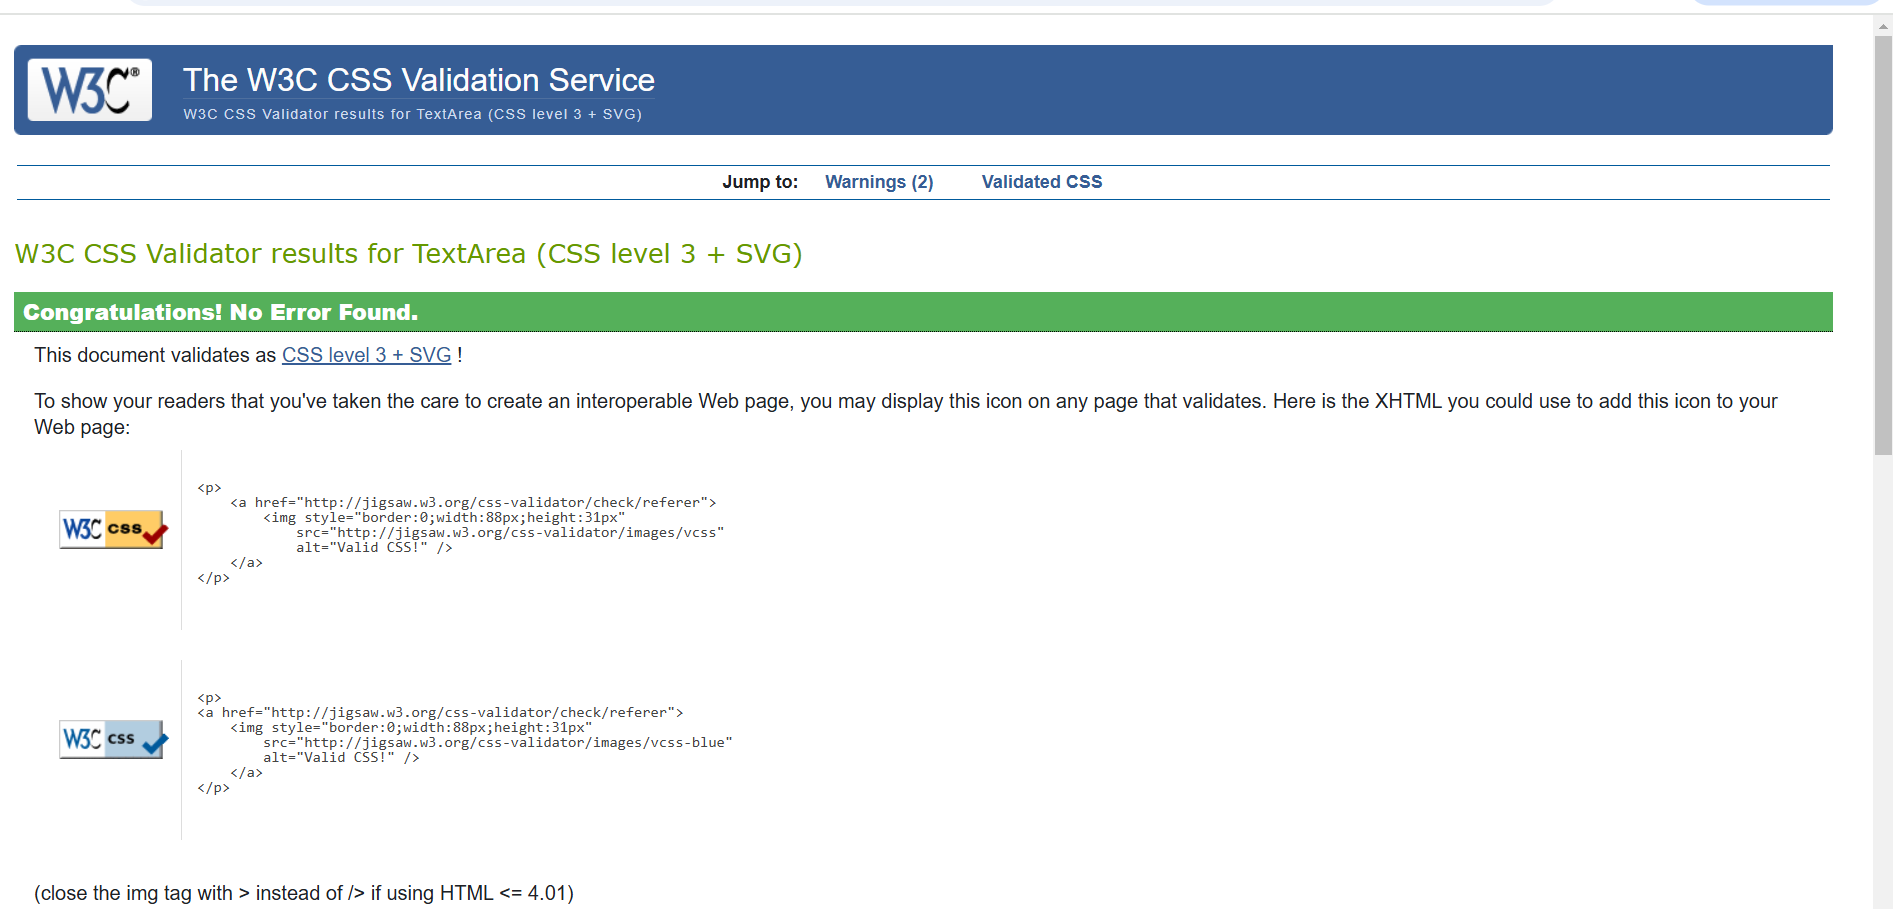 W3C®
The W3C CSS Validation Service
W3C CSS Validator results for TextArea (CSS level 3 + SVG)
Jump to: Warnings (2) Validated CSS
W3C CSS Validator results for TextArea (CSS level 3 + SVG)
Congratulations! No Error Found.
This document validates as CSS level 3 + SVG !
To show your readers that you've taken the care to create an interoperable Web page, you may display this icon on any page that validates. Here is the XHTML you could use to add this icon to your
Web page:
W3C css
<p>
    <a href="http://jigsaw.w3.org/css-validator/check/referer">
        <img style="border:0;width:88px;height:31px"
            src="http://jigsaw.w3.org/css-validator/images/vcss"
            alt="Valid CSS!" />
    </a>
</p>
W3C css
<p>
<a href="http://jigsaw.w3.org/css-validator/check/referer">
    <img style="border:0;width:88px;height:31px"
        src="http://jigsaw.w3.org/css-validator/images/vcss-blue"
        alt="Valid CSS!" />
    </a>
</p>
(close the img tag with > instead of /> if using HTML <= 4.01)